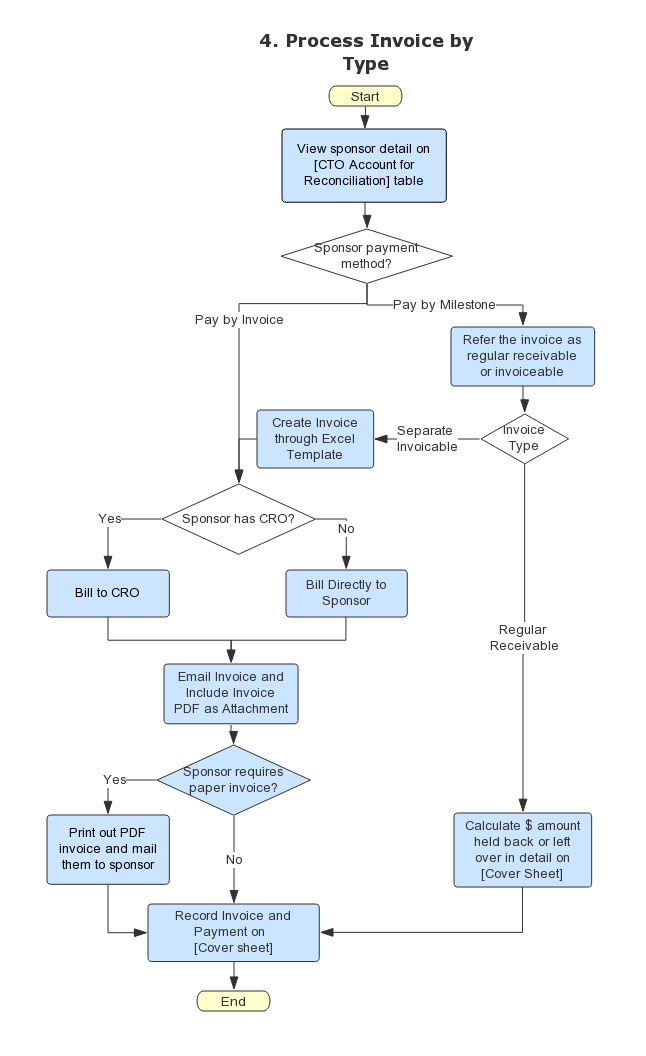 4. Process Invoice by
Type
Start
View sponsor detail on
[CTO Account for
Reconciliation] table
Sponsor payment
method?
Pay by Invoice
Pay by Milestone
Refer the invoice as
regular receivable
or invoiceable
Invoice
Type
Separate
Invoicable
Create Invoice
through Excel
Template
Sponsor has CRO?
Yes
No
Bill to CRO
Bill Directly to
Sponsor
Regular
Receivable
Email Invoice and
Include Invoice
PDF as Attachment
Sponsor requires
paper invoice?
Yes
Print out PDF
invoice and mail
them to sponsor
No
Calculate $ amount
held back or left
over in detail on
[Cover Sheet]
Record Invoice and
Payment on
[Cover sheet]
End